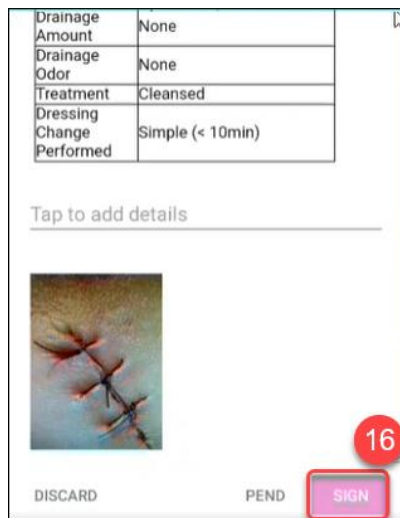 Drainage
Amount
None
Drainage
Odor
None
Treatment
Cleansed
Dressing
Change
Performed
Simple (< 10min)
Tap to add details
16
DISCARD
PEND
SIGN